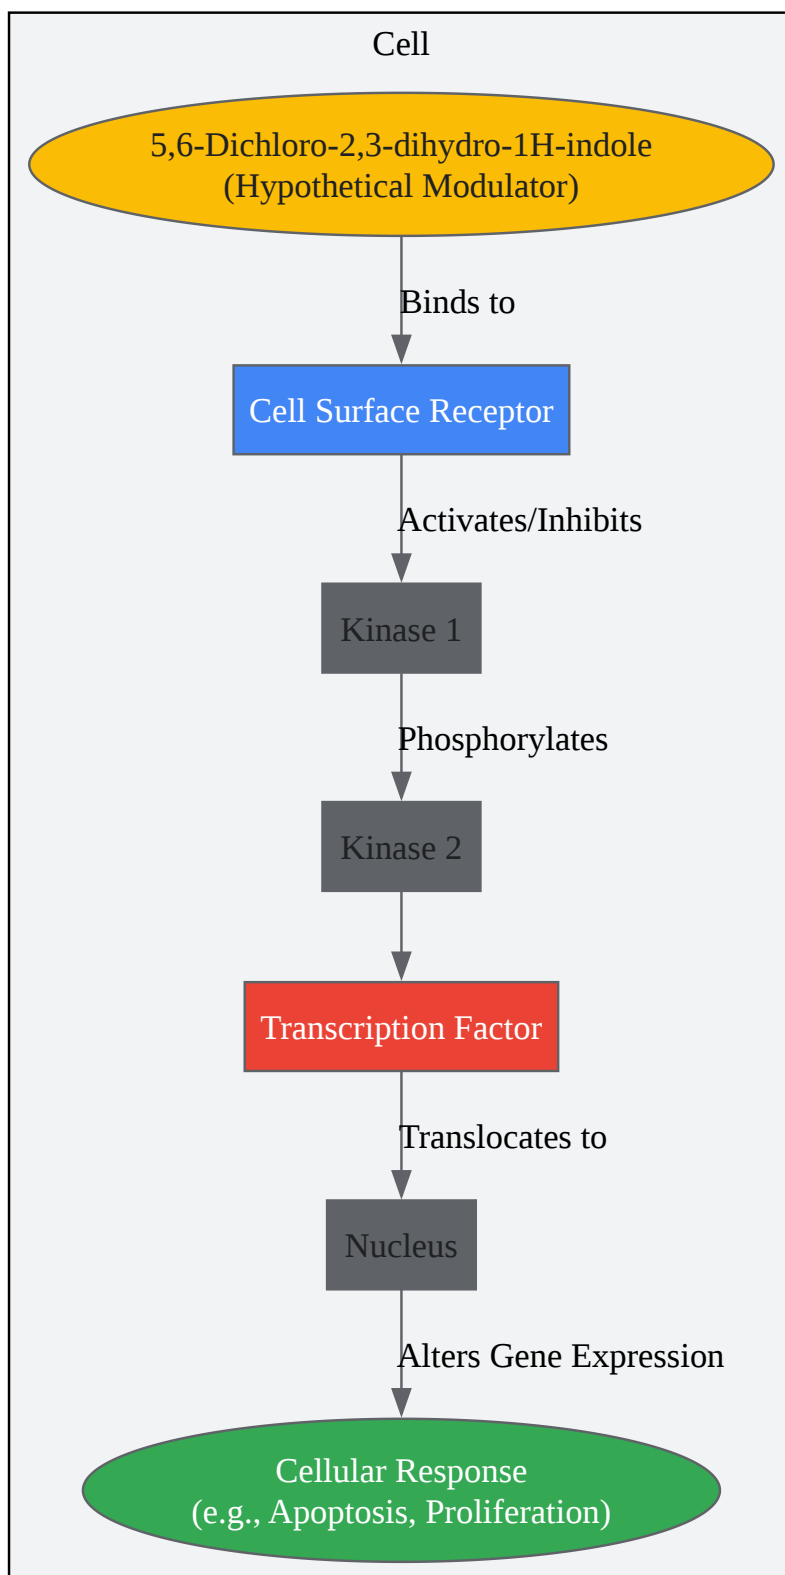 Cell
5,6-Dichloro-2,3-dihydro-1H-indole
(Hypothetical Modulator)
Binds to
Cell Surface Receptor
Activates/Inhibits
Kinase 1
Phosphorylates
Kinase 2
Transcription Factor
Translocates to
Nucleus
Alters Gene Expression
Cellular Response
(e.g., Apoptosis, Proliferation)